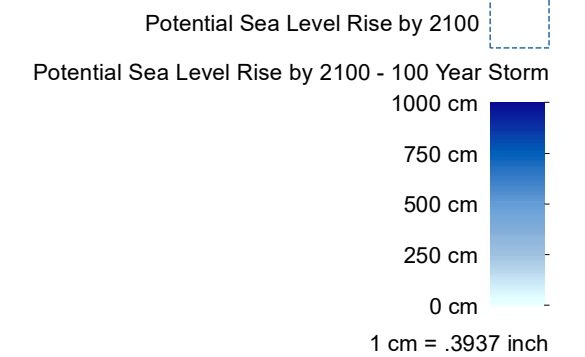 Potential Sea Level Rise by 2100
Potential Sea Level Rise by 2100 - 100 Year Storm
1000 cm
750 cm
500 cm
250 cm
0 cm
1 cm = .3937 inch